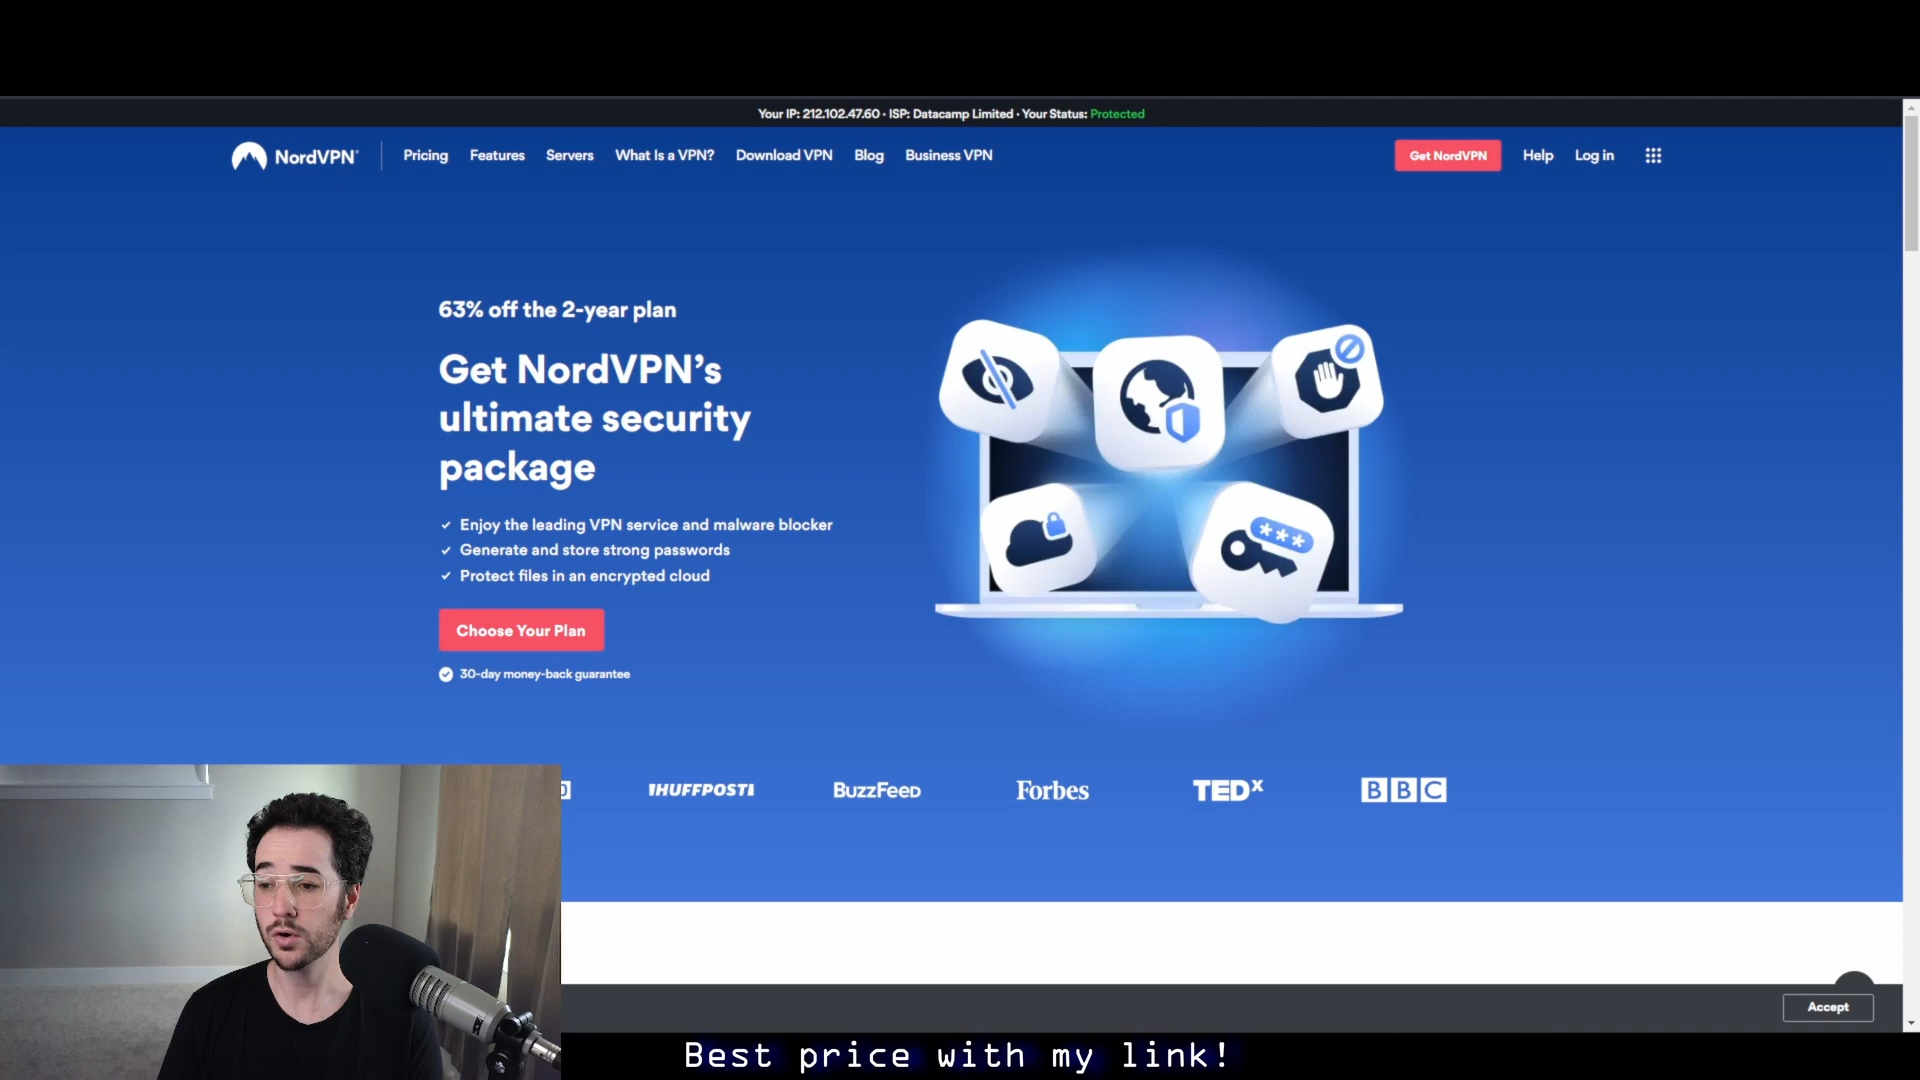 Your IP: 212.102.47.60 · ISP: Datacamp Limited · Your Status: Protected
NordVPN®
Pricing
Features
Servers
What Is a VPN?
Download VPN
Blog
Business VPN
Get NordVPN
Help
Log in
63% off the 2-year plan
Get NordVPN's
ultimate security
package
Enjoy the leading VPN service and malware blocker
Generate and store strong passwords
Protect files in an encrypted cloud
Choose Your Plan
30-day money-back guarantee
HUFFPOST
BuzzFeed
Forbes
TEDx
BBC
Accept
Best price with my link!